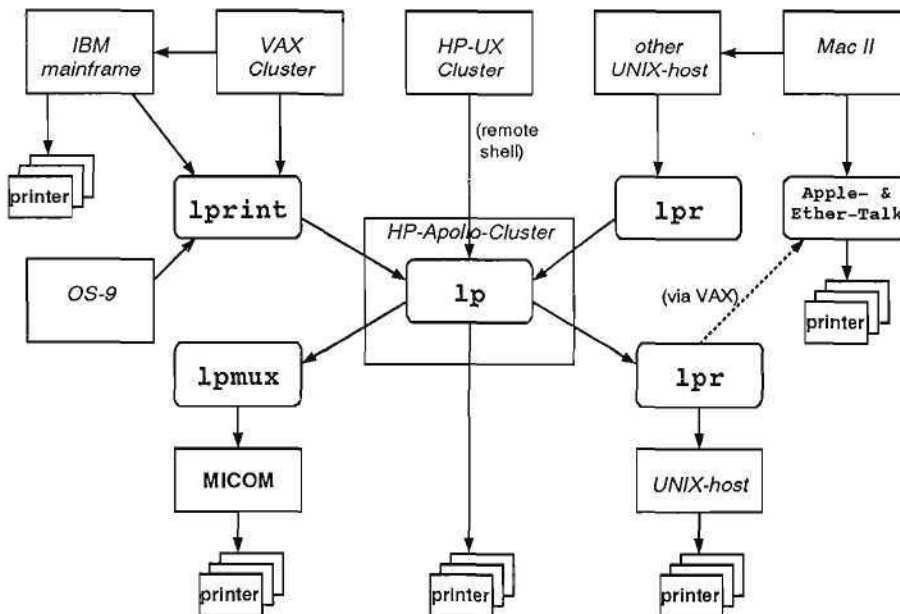 IBM
mainframe
VAX
Cluster
HP-UX
Cluster
other
UNIX-host
Mac II
(remote
shell)
printer
lprint
lpr
Apple- &
Ether-Talk
HP-Apollo-Cluster
OS-9
lp
(via VAX)
printer
lpmux
lpr
MICOM
UNIX-host
printer
printer
printer